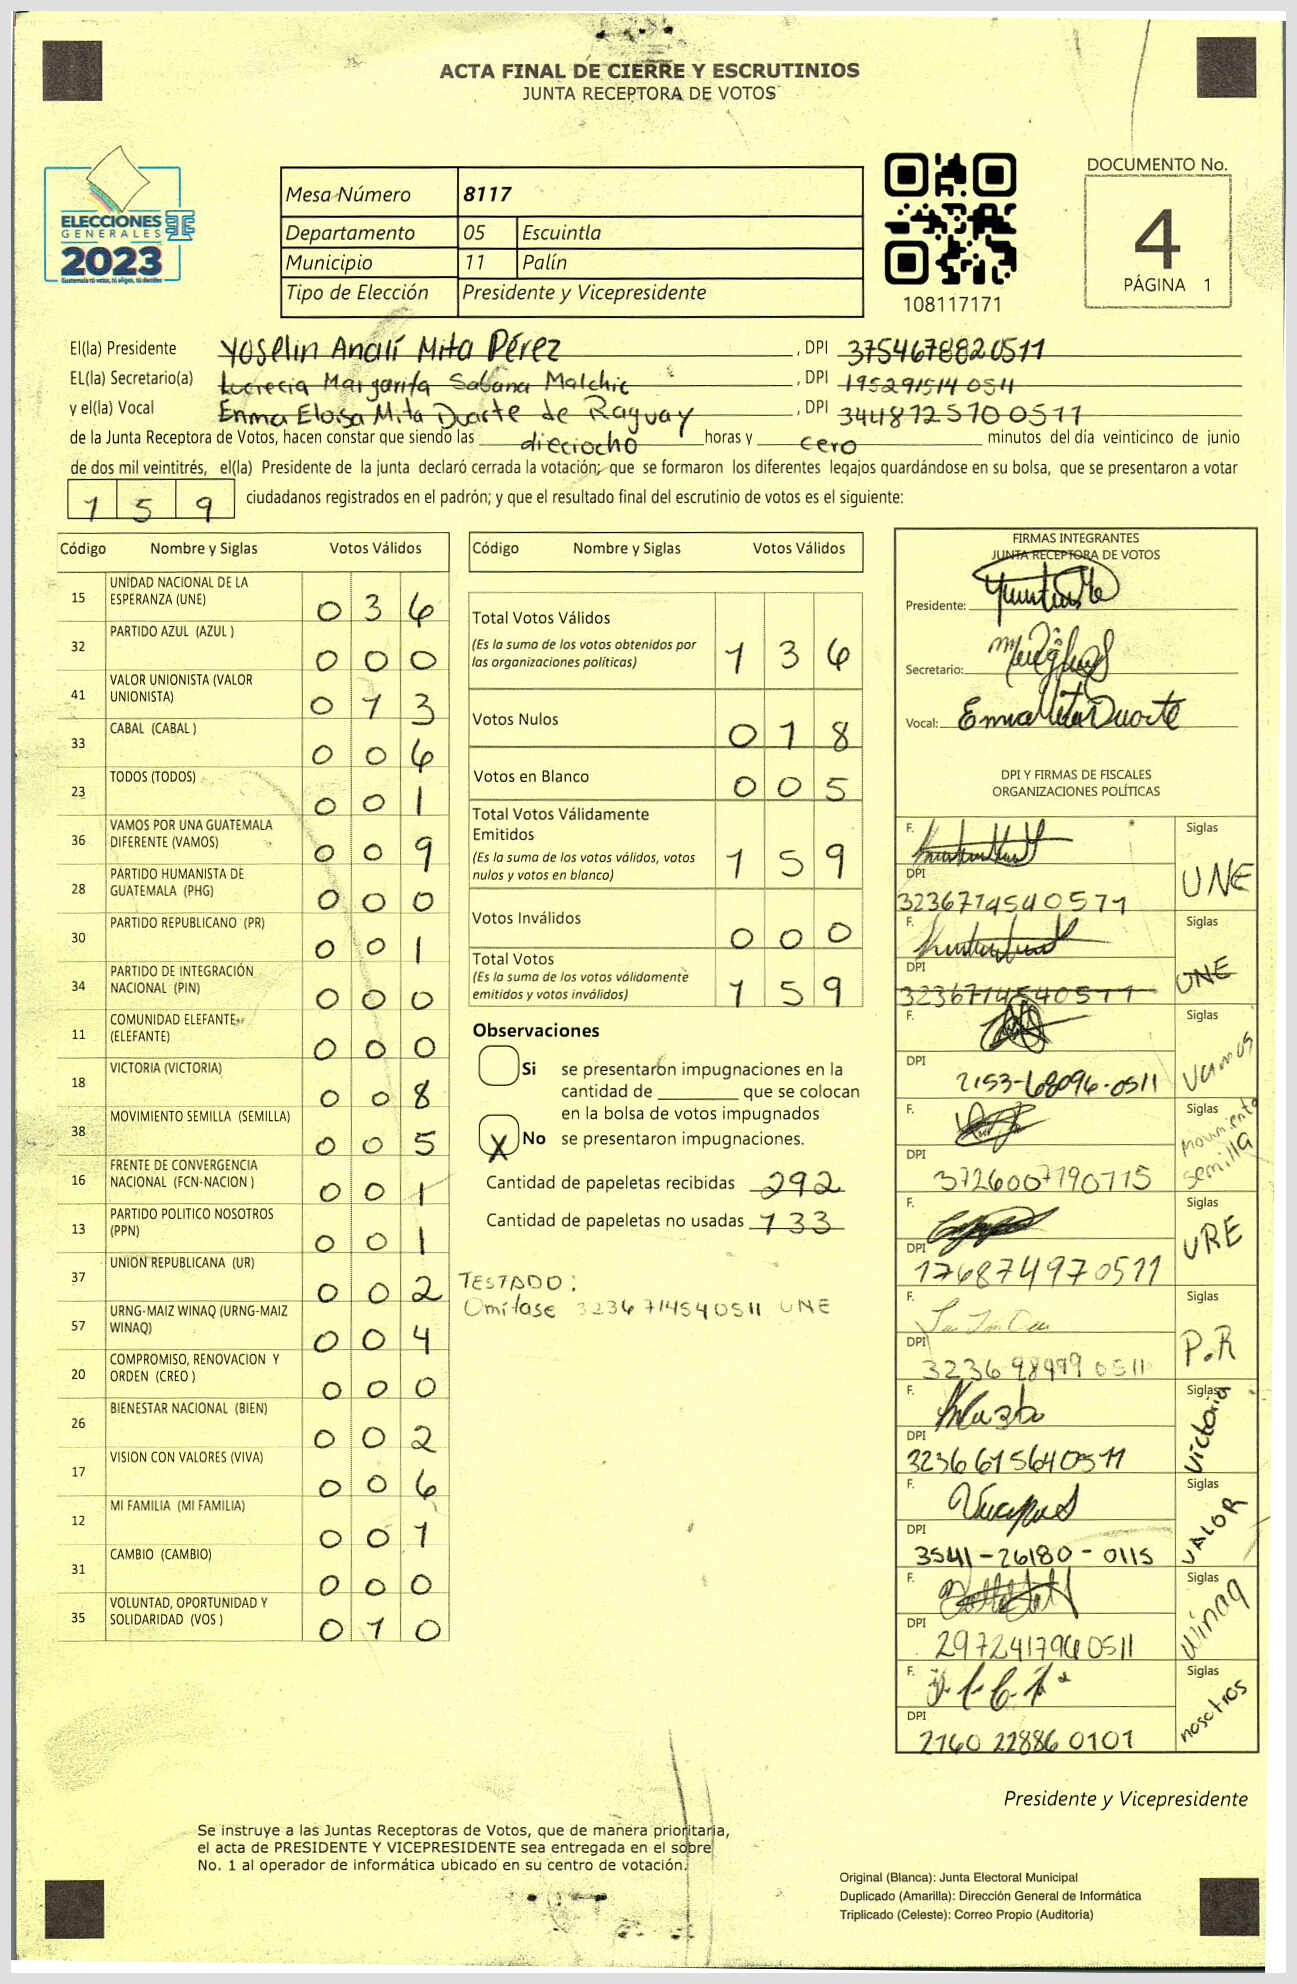 ACTA FINAL DE CIERRE Y ESCRUTINIOS
JUNTA RECEPTORA DE VOTOS
ELECCIONES
GENERALES
2023
Guatemala tú votas, tú eliges, tú decides
TSE
Mesa Número 8117
Departamento 05 Escuintla
Municipio 11 Palín
Tipo de Elección Presidente y Vicepresidente
108117171
DOCUMENTO No.
4
PÁGINA 1
El(la) Presidente Yoselin Analí Mita Pérez , DPI 3754678820511
EL(la) Secretario(a) Lucrecia Margarita Sabana Malchic , DPI 195291514 0511
y el(la) Vocal Enma Eloisa Mita Duarte de Raguay , DPI 3448725700511
de la Junta Receptora de Votos, hacen constar que siendo las dieciocho horas y cero minutos del día veinticinco de junio
de dos mil veintitrés, el(la) Presidente de la junta declaró cerrada la votación; que se formaron los diferentes legajos quardándose en su bolsa, que se presentaron a votar
1 5 9 ciudadanos registrados en el padrón; y que el resultado final del escrutinio de votos es el siguiente:
Código Nombre y Siglas Votos Válidos
15 UNIDAD NACIONAL DE LA ESPERANZA (UNE) 0 3 6
32 PARTIDO AZUL (AZUL ) 0 0 0
41 VALOR UNIONISTA (VALOR UNIONISTA) 0 1 3
33 CABAL (CABAL ) 0 0 6
23 TODOS (TODOS) 0 0 1
36 VAMOS POR UNA GUATEMALA DIFERENTE (VAMOS) 0 0 9
28 PARTIDO HUMANISTA DE GUATEMALA (PHG) 0 0 0
30 PARTIDO REPUBLICANO (PR) 0 0 1
34 PARTIDO DE INTEGRACIÓN NACIONAL (PIN) 0 0 0
11 COMUNIDAD ELEFANTE (ELEFANTE) 0 0 0
18 VICTORIA (VICTORIA) 0 0 8
38 MOVIMIENTO SEMILLA (SEMILLA) 0 0 5
16 FRENTE DE CONVERGENCIA NACIONAL (FCN-NACION ) 0 0 1
13 PARTIDO POLITICO NOSOTROS (PPN) 0 0 1
37 UNION REPUBLICANA (UR) 0 0 2
57 URNG-MAIZ WINAQ (URNG-MAIZ WINAQ) 0 0 4
20 COMPROMISO, RENOVACION Y ORDEN (CREO ) 0 0 0
26 BIENESTAR NACIONAL (BIEN) 0 0 2
17 VISION CON VALORES (VIVA) 0 0 6
12 MI FAMILIA (MI FAMILIA) 0 0 1
31 CAMBIO (CAMBIO) 0 0 0
35 VOLUNTAD, OPORTUNIDAD Y SOLIDARIDAD (VOS ) 0 1 0
Código Nombre y Siglas Votos Válidos
Total Votos Válidos
(Es la suma de los votos obtenidos por
las organizaciones políticas) 1 3 6
Votos Nulos 0 1 8
Votos en Blanco 0 0 5
Total Votos Válidamente
Emitidos
(Es la suma de los votos válidos, votos
nulos y votos en blanco) 1 5 9
Votos Inválidos 0 0 0
Total Votos
(Es la suma de los votos válidamente
emitidos y votos inválidos) 1 5 9
Observaciones
Si se presentaron impugnaciones en la
cantidad de ________ que se colocan
en la bolsa de votos impugnados
X No se presentaron impugnaciones.
Cantidad de papeletas recibidas 292
Cantidad de papeletas no usadas 133
TESTADO:
Omitase 3236714540511 UNE
FIRMAS INTEGRANTES
JUNTA RECEPTORA DE VOTOS
Presidente:
Secretario:
Vocal: Enma Mita Duarte
DPI Y FIRMAS DE FISCALES
ORGANIZACIONES POLÍTICAS
F. Siglas
DPI UNE
3236714540511
F. Siglas
DPI UNE
3236714540511
F. Siglas
DPI Vamos
2153-68096-0511
F. Siglas
DPI Movimiento semilla
3726007790715
F. Siglas
DPI URE
176874970511
F. Siglas
DPI P.R
3236989990511
F. Siglas
DPI Victoria
3236615640511
F. Siglas
DPI VALOR
3541-26180-0115
F. Siglas
DPI Winaq
2972417960511
F. Siglas
DPI nosotros
2160 22886 0101
Presidente y Vicepresidente
Se instruye a las Juntas Receptoras de Votos, que de manera prioritaria,
el acta de PRESIDENTE Y VICEPRESIDENTE sea entregada en el sobre
No. 1 al operador de informática ubicado en su centro de votación.
Original (Blanca): Junta Electoral Municipal
Duplicado (Amarilla): Dirección General de Informática
Triplicado (Celeste): Correo Propio (Auditoría)